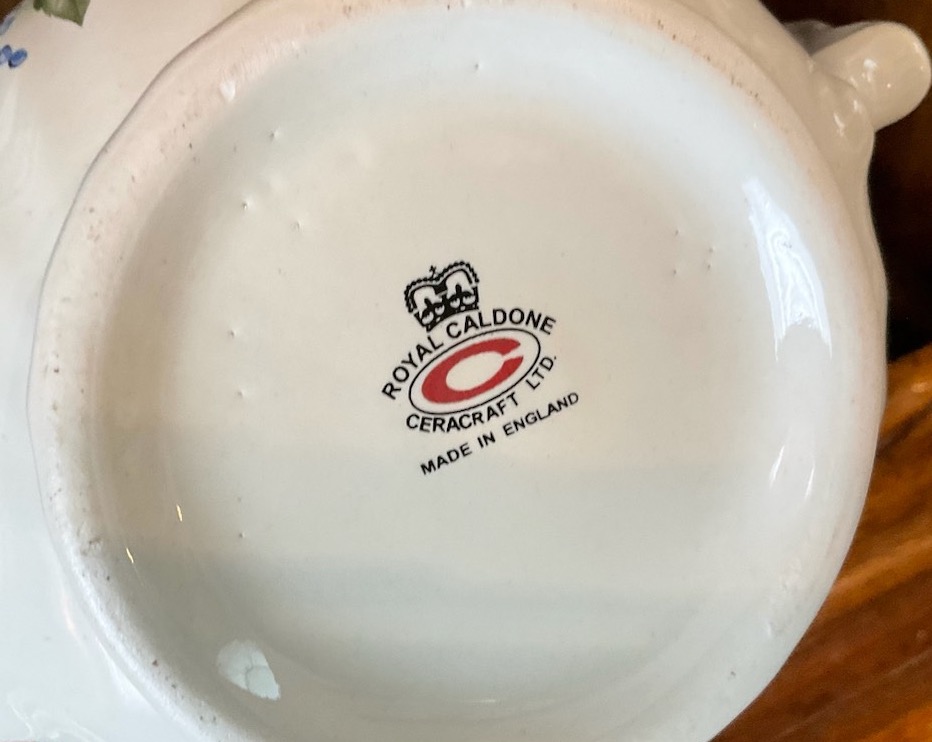 ROYAL CALDONE
C
CERACRAFT LTD.
MADE IN ENGLAND